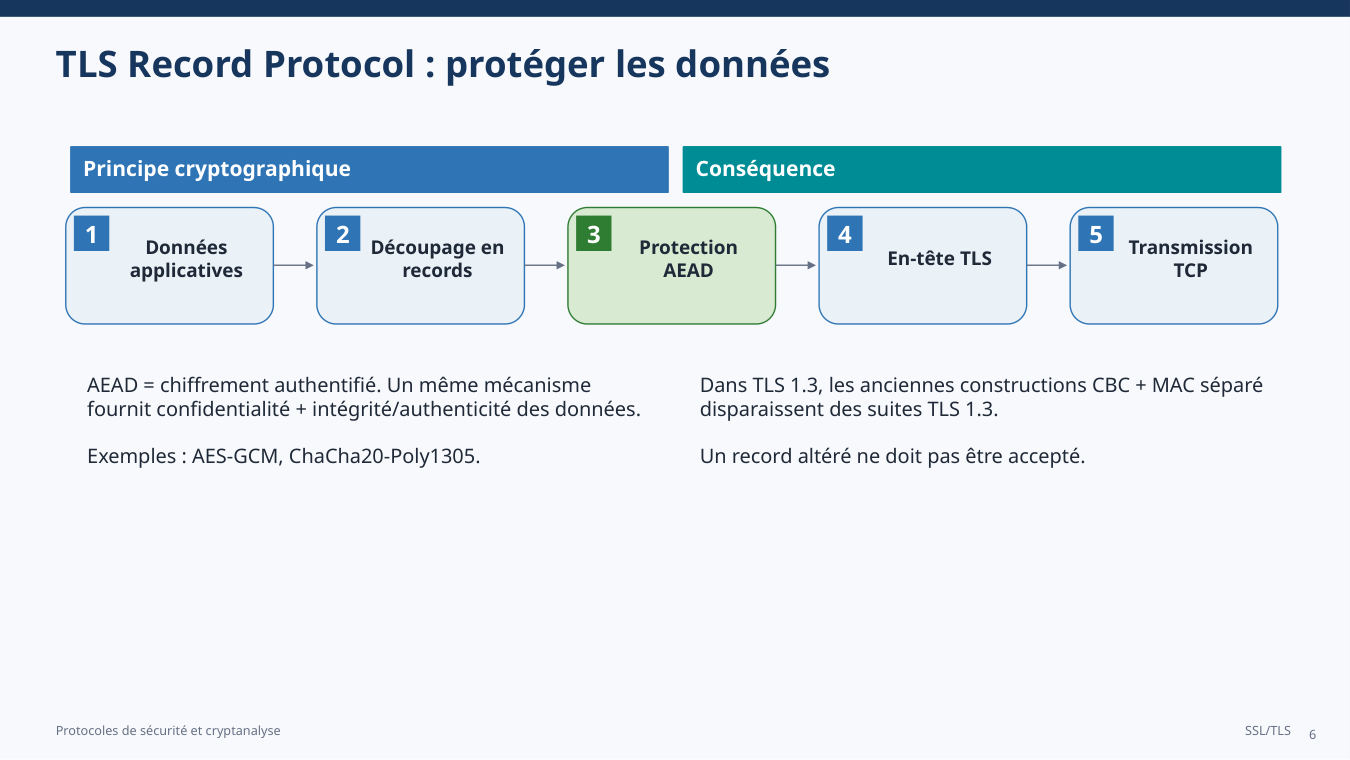 TLS Record Protocol : protéger les données
Principe cryptographique
Conséquence
1
Données
applicatives
2
Découpage en
records
3
Protection
AEAD
4
En-tête TLS
5
Transmission
TCP
AEAD = chiffrement authentifié. Un même mécanisme
fournit confidentialité + intégrité/authenticité des données.
Exemples : AES-GCM, ChaCha20-Poly1305.
Dans TLS 1.3, les anciennes constructions CBC + MAC séparé
disparaissent des suites TLS 1.3.
Un record altéré ne doit pas être accepté.
Protocoles de sécurité et cryptanalyse
SSL/TLS
6